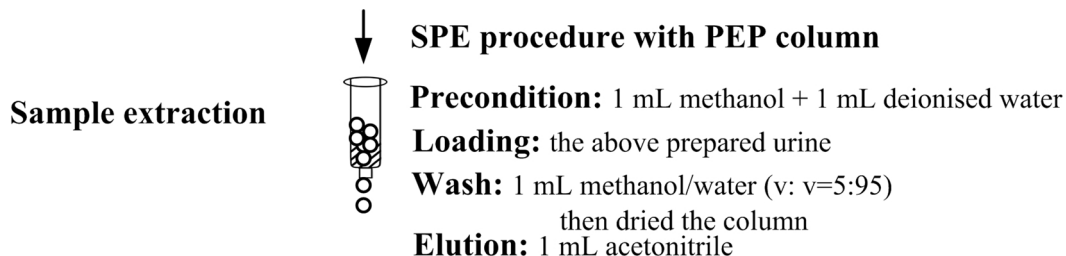 SPE procedure with PEP column
Sample extraction
Precondition: 1 mL methanol + 1 mL deionised water
Loading: the above prepared urine
Wash: 1 mL methanol/water (v: v=5:95)
then dried the column
Elution: 1 mL acetonitrile